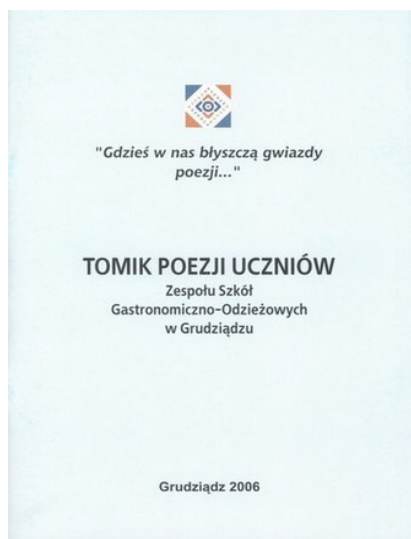 "Gdzieś w nas błyszczą gwiazdy
poezji..."
TOMIK POEZJI UCZNIÓW
Zespołu Szkół
Gastronomiczno-Odzieżowych
w Grudziądzu
Grudziądz 2006